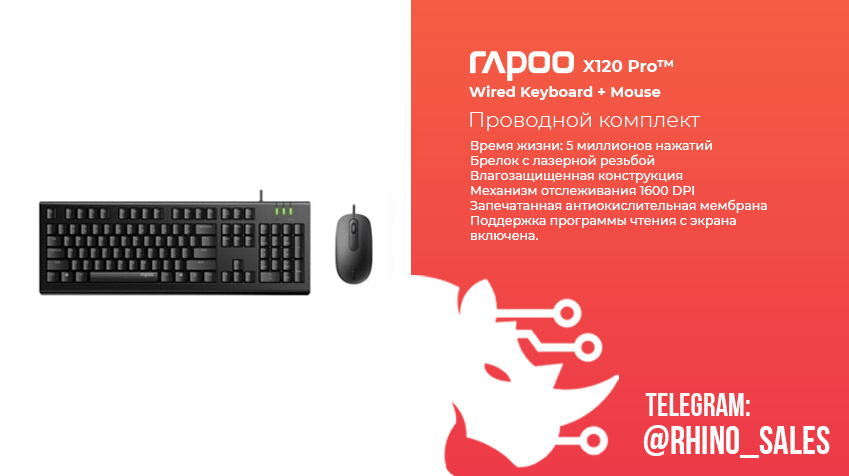 rapoo X120 Pro™
Wired Keyboard + Mouse
Проводной комплект
Время жизни: 5 миллионов нажатий
Брелок с лазерной резьбой
Влагозащищенная конструкция
Механизм отслеживания 1600 DPI
Запечатанная антиокислительная мембрана
Поддержка программы чтения с экрана
включена.
TELEGRAM:
@RHINO_SALES